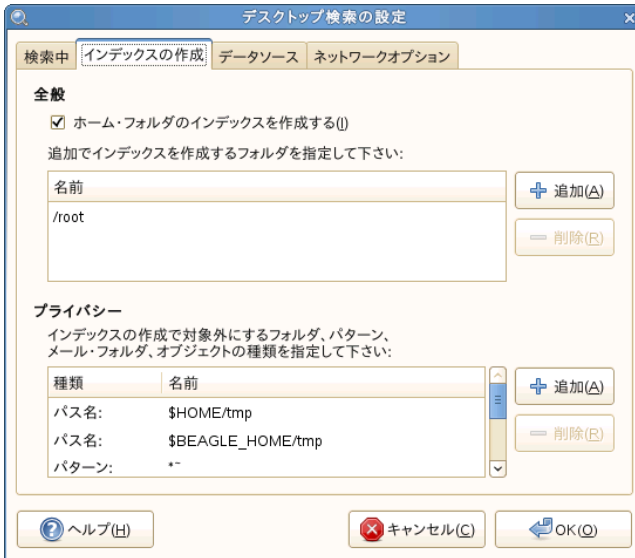 デスクトップ検索の設定
検索中 インデックスの作成 データソース ネットワークオプション
全般
ホーム・フォルダのインデックスを作成する(I)
追加でインデックスを作成するフォルダを指定して下さい:
名前
/root
追加(A)
削除(R)
プライバシー
インデックスの作成で対象外にするフォルダ、パターン、
メール・フォルダ、オブジェクトの種類を指定して下さい:
種類 名前
パス名: $HOME/tmp
パス名: $BEAGLE_HOME/tmp
パターン: *~
追加(A)
削除(R)
ヘルプ(H) キャンセル(C) OK(O)